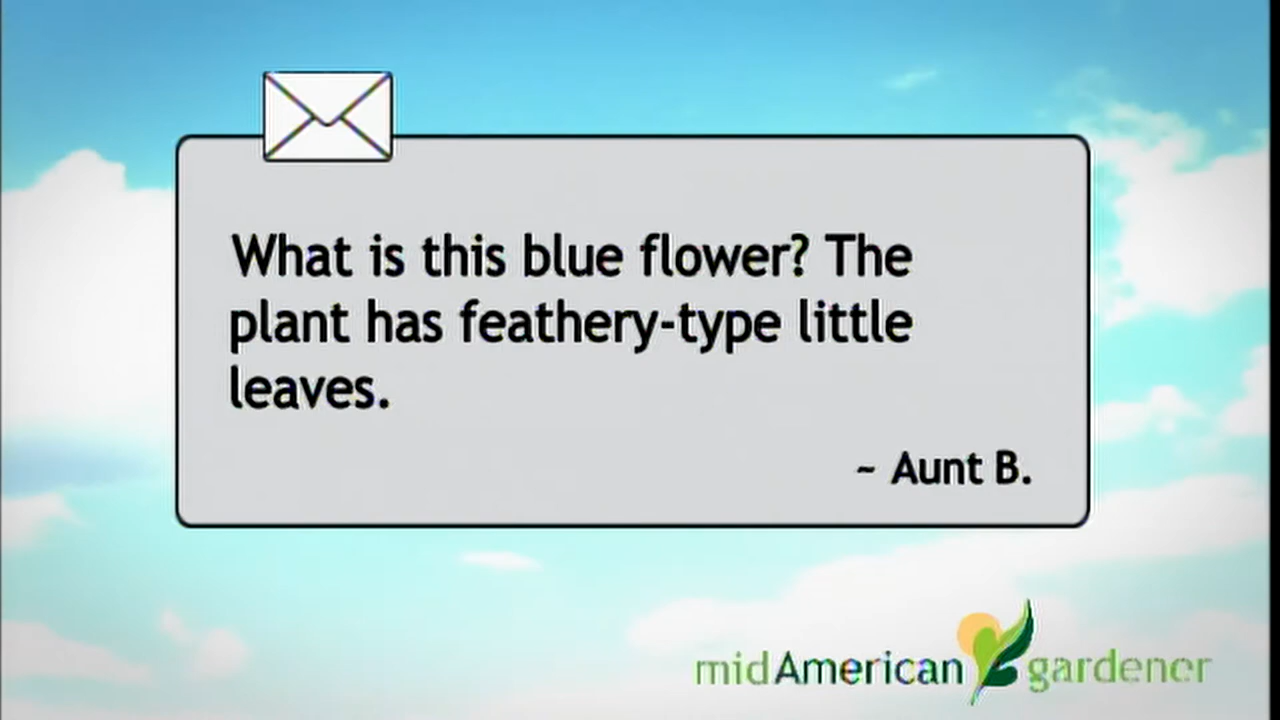 What is this blue flower? The
plant has feathery-type little
leaves.
~ Aunt B.
midAmerican gardener